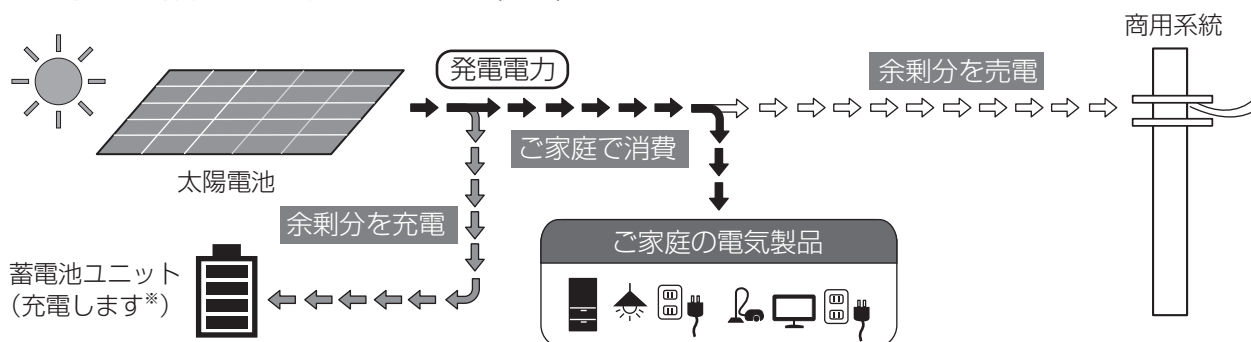 商用系統
発電電力
余剰分を売電
ご家庭で消費
太陽電池
余剰分を充電
ご家庭の電気製品
蓄電池ユニット
（充電します※）